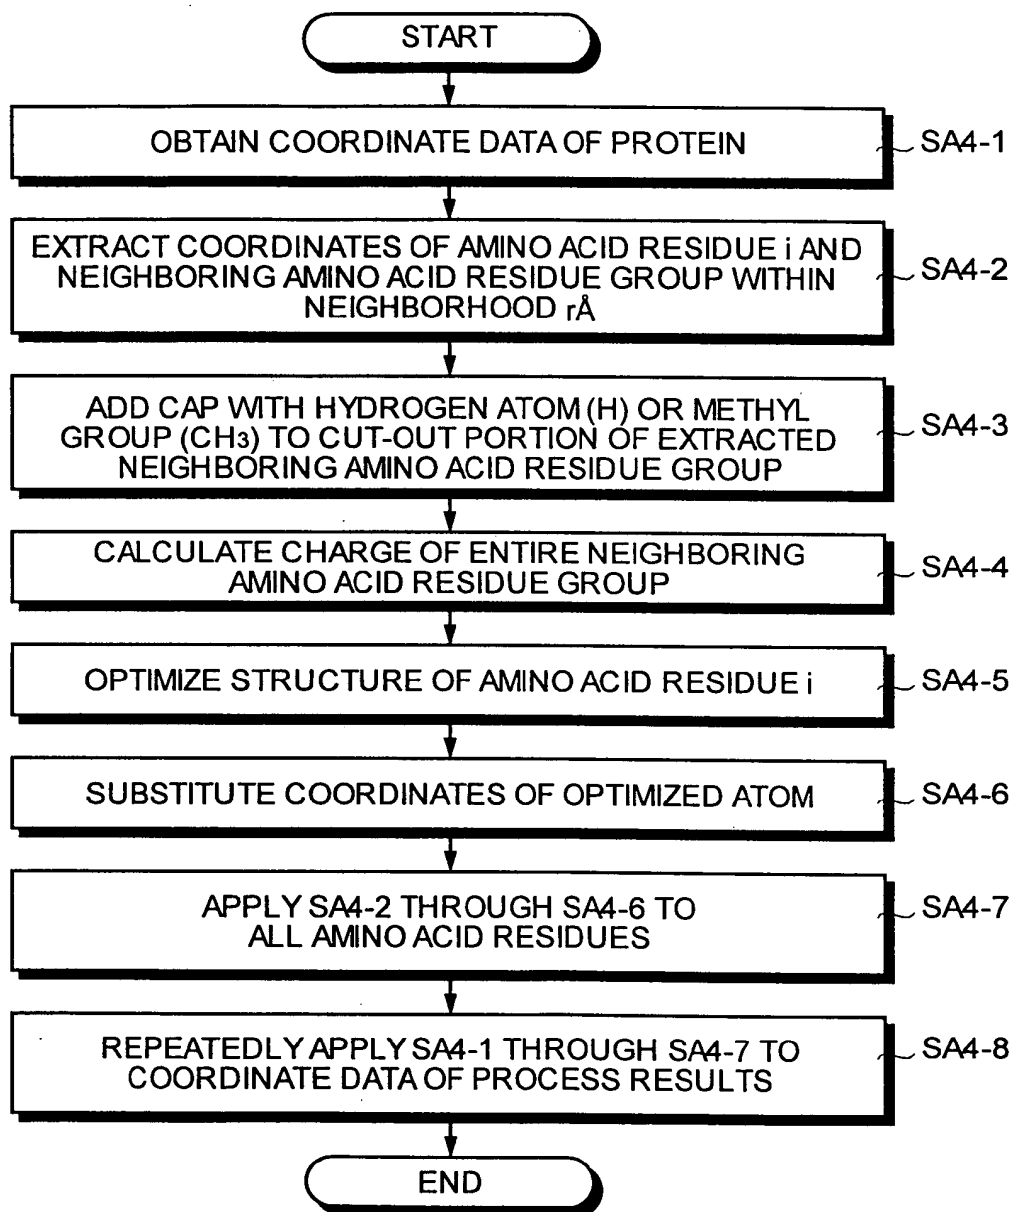 START
OBTAIN COORDINATE DATA OF PROTEIN
SA4-1
EXTRACT COORDINATES OF AMINO ACID RESIDUE i AND
NEIGHBORING AMINO ACID RESIDUE GROUP WITHIN
NEIGHBORHOOD rÅ
SA4-2
ADD CAP WITH HYDROGEN ATOM (H) OR METHYL
GROUP (CH3) TO CUT-OUT PORTION OF EXTRACTED
NEIGHBORING AMINO ACID RESIDUE GROUP
SA4-3
CALCULATE CHARGE OF ENTIRE NEIGHBORING
AMINO ACID RESIDUE GROUP
SA4-4
OPTIMIZE STRUCTURE OF AMINO ACID RESIDUE i
SA4-5
SUBSTITUTE COORDINATES OF OPTIMIZED ATOM
SA4-6
APPLY SA4-2 THROUGH SA4-6 TO
ALL AMINO ACID RESIDUES
SA4-7
REPEATEDLY APPLY SA4-1 THROUGH SA4-7 TO
COORDINATE DATA OF PROCESS RESULTS
SA4-8
END